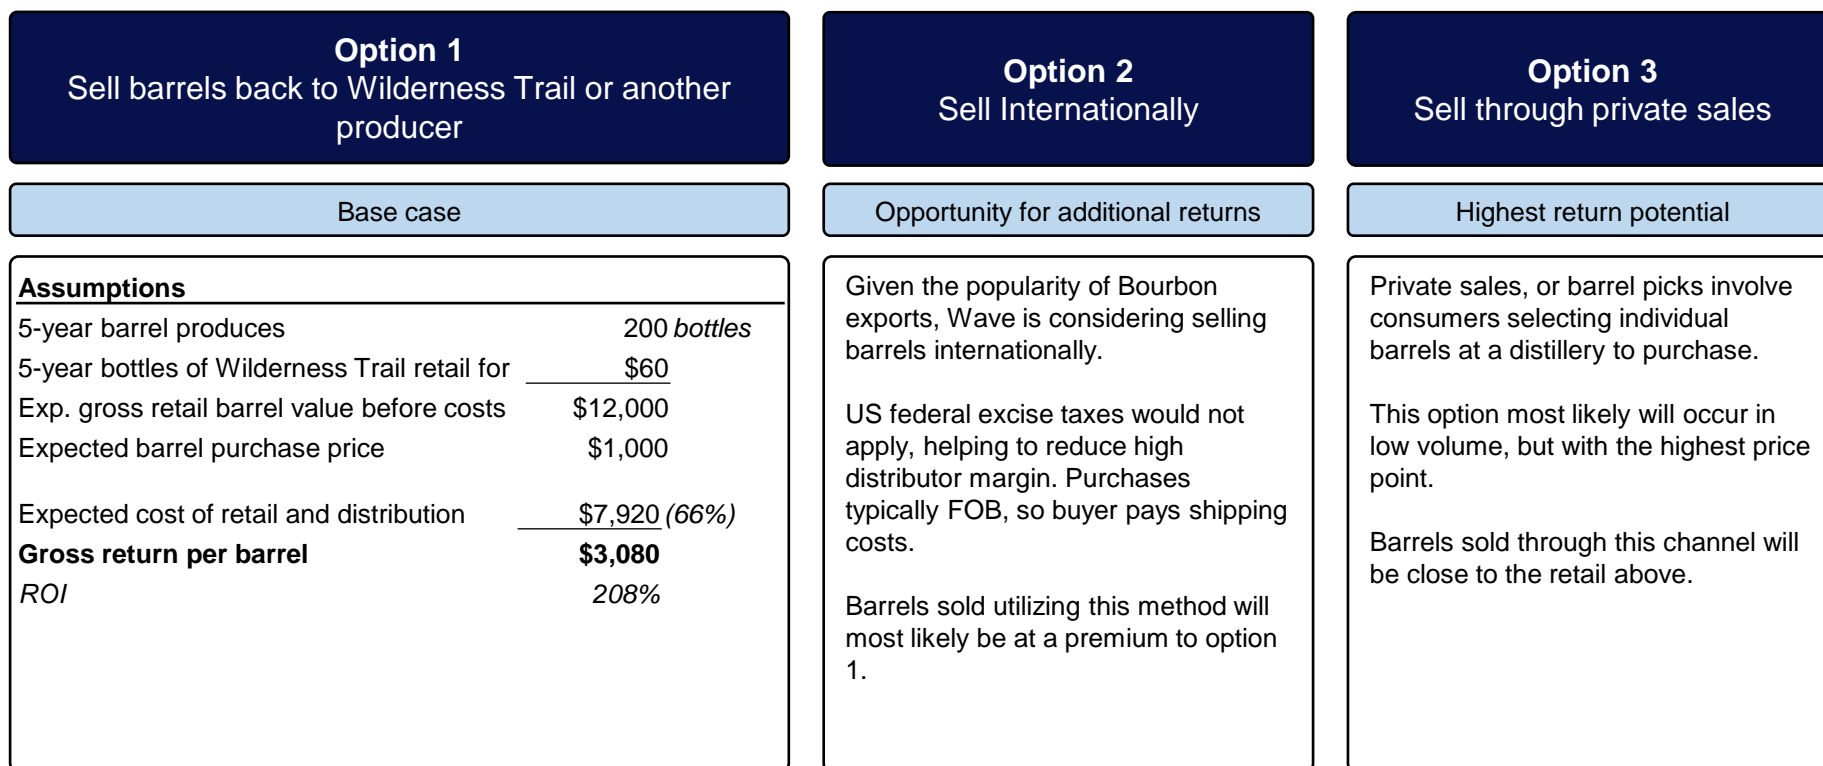 Option 1
Sell barrels back to Wilderness Trail or another
producer
Base case
Assumptions
5-year barrel produces 200 bottles
5-year bottles of Wilderness Trail retail for $60
Exp. gross retail barrel value before costs $12,000
Expected barrel purchase price $1,000
Expected cost of retail and distribution $7,920 (66%)
Gross return per barrel $3,080
ROI 208%
Option 2
Sell Internationally
Opportunity for additional returns
Given the popularity of Bourbon
exports, Wave is considering selling
barrels internationally.
US federal excise taxes would not
apply, helping to reduce high
distributor margin. Purchases
typically FOB, so buyer pays shipping
costs.
Barrels sold utilizing this method will
most likely be at a premium to option
1.
Option 3
Sell through private sales
Highest return potential
Private sales, or barrel picks involve
consumers selecting individual
barrels at a distillery to purchase.
This option most likely will occur in
low volume, but with the highest price
point.
Barrels sold through this channel will
be close to the retail above.